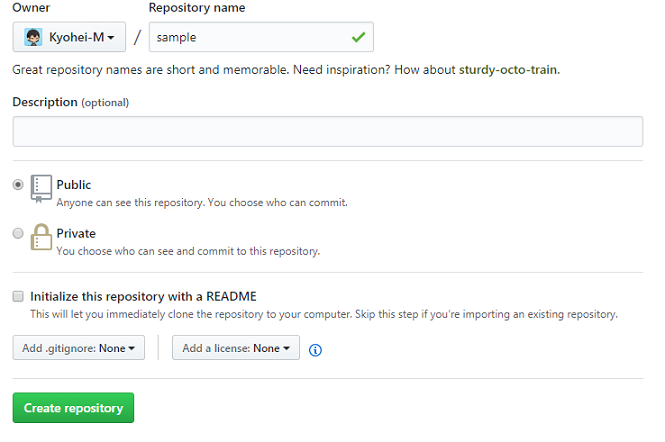 Owner
Repository name
Kyohei-M / sample
Great repository names are short and memorable. Need inspiration? How about sturdy-octo-train.
Description (optional)
Public
Anyone can see this repository. You choose who can commit.
Private
You choose who can see and commit to this repository.
Initialize this repository with a README
This will let you immediately clone the repository to your computer. Skip this step if you're importing an existing repository.
Add .gitignore: None
Add a license: None
Create repository